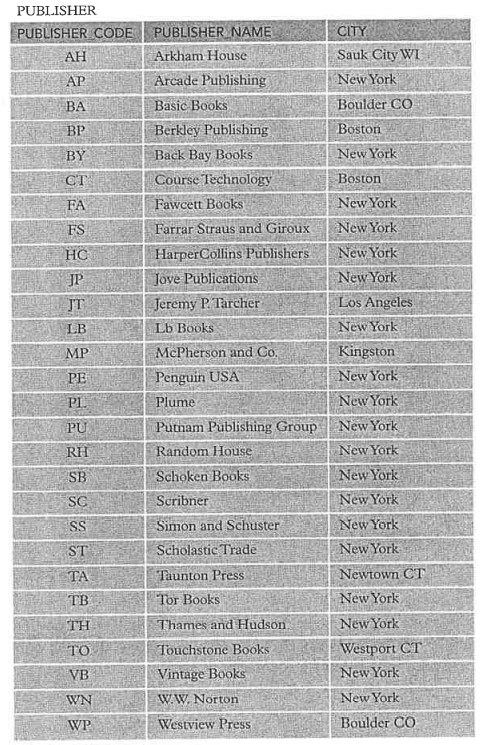 PUBLISHER
PUBLISHER_CODE PUBLISHER_NAME CITY
AH Arkham House Sauk City WI
AP Arcade Publishing New York
BA Basic Books Boulder CO
BP Berkley Publishing Boston
BY Back Bay Books New York
CT Course Technology Boston
FA Fawcett Books New York
FS Farrar Straus and Giroux New York
HC HarperCollins Publishers New York
JP Jove Publications New York
JT Jeremy P. Tarcher Los Angeles
LB Lb Books New York
MP McPherson and Co. Kingston
PE Penguin USA New York
PL Plume New York
PU Putnam Publishing Group New York
RH Random House New York
SB Schoken Books New York
SC Scribner New York
SS Simon and Schuster New York
ST Scholastic Trade New York
TA Taunton Press Newtown CT
TB Tor Books New York
TH Thames and Hudson New York
TO Touchstone Books Westport CT
VB Vintage Books New York
WN W.W. Norton New York
WP Westview Press Boulder CO